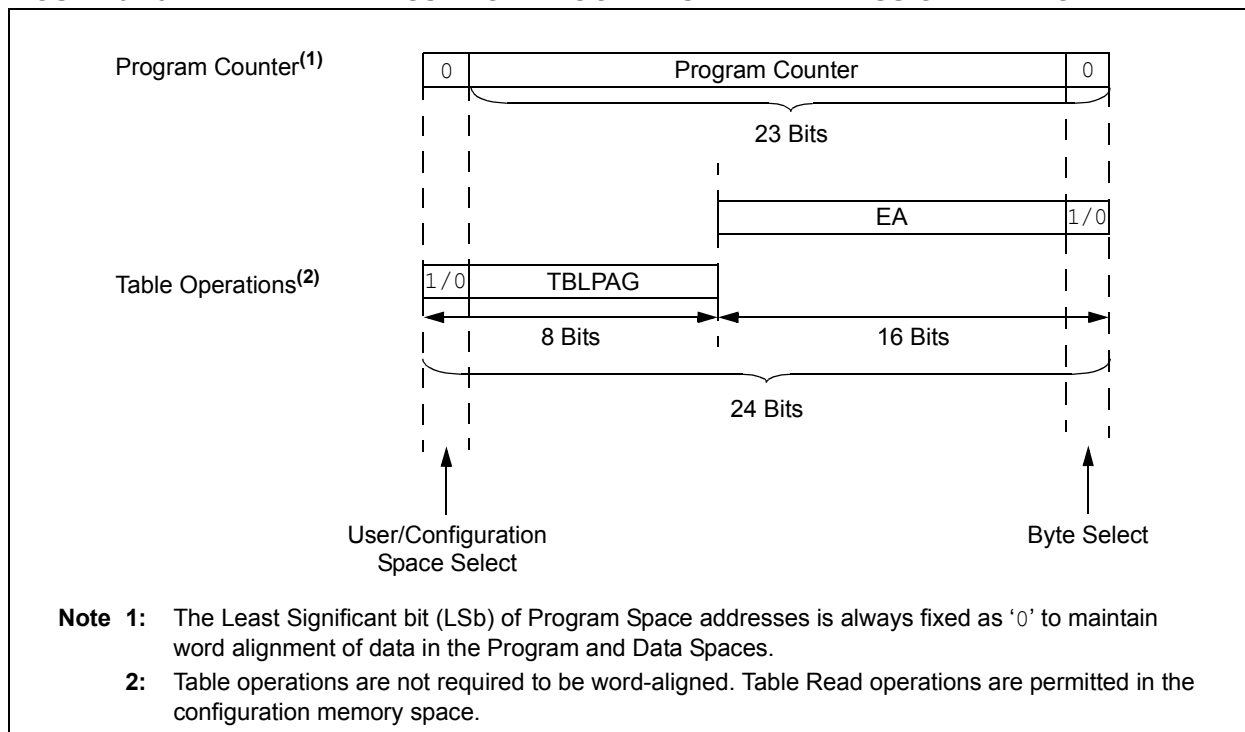 Program Counter(1)
0 Program Counter 0
23 Bits
EA 1/0
Table Operations(2)
1/0 TBLPAG
8 Bits 16 Bits
24 Bits
User/Configuration
Space Select
Byte Select
Note 1: The Least Significant bit (LSb) of Program Space addresses is always fixed as ‘0’ to maintain
word alignment of data in the Program and Data Spaces.
2: Table operations are not required to be word-aligned. Table Read operations are permitted in the
configuration memory space.